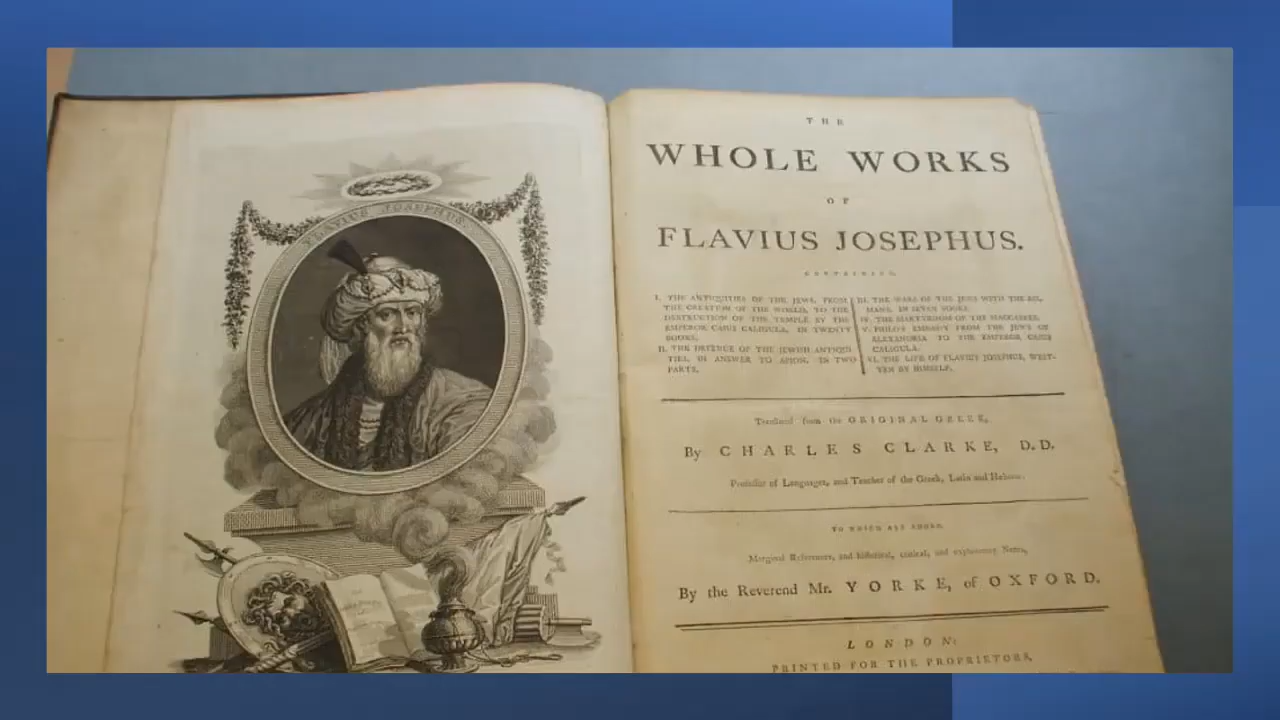 FLAVIUS JOSEPHUS
THE
WHOLE WORKS
OF
FLAVIUS JOSEPHUS.
CONTAINING,
I. THE ANTIQUITIES OF THE JEWS, FROM
THE CREATION OF THE WORLD, TO THE
DESTRUCTION OF THE TEMPLE BY THE
EMPEROR CAIUS CALIGULA, IN TWENTY
BOOKS.
II. THE DEFENCE OF THE JEWISH ANTIQUI
TIES, IN ANSWER TO APION, IN TWO
PARTS.
III. THE WARS OF THE JEWS WITH THE RO-
MANS, IN SEVEN BOOKS.
IV. THE MARTYRDOM OF THE MACCABEES.
V. PHILO'S EMBASSY FROM THE JEWS OF
ALEXANDRIA TO THE EMPEROR CAIUS
CALIGULA.
VI. THE LIFE OF FLAVIUS JOSEPHUS, WRIT-
TEN BY HIMSELF.
Translated from the ORIGINAL GREEK,
By CHARLES CLARKE, D.D.
Professor of Languages, and Teacher of the Greek, Latin and Hebrew.
TO WHICH ARE ADDED,
Marginal References, and historical, critical, and explanatory Notes,
By the Reverend Mr. YORKE, of OXFORD.
LONDON:
PRINTED FOR THE PROPRIETORS,